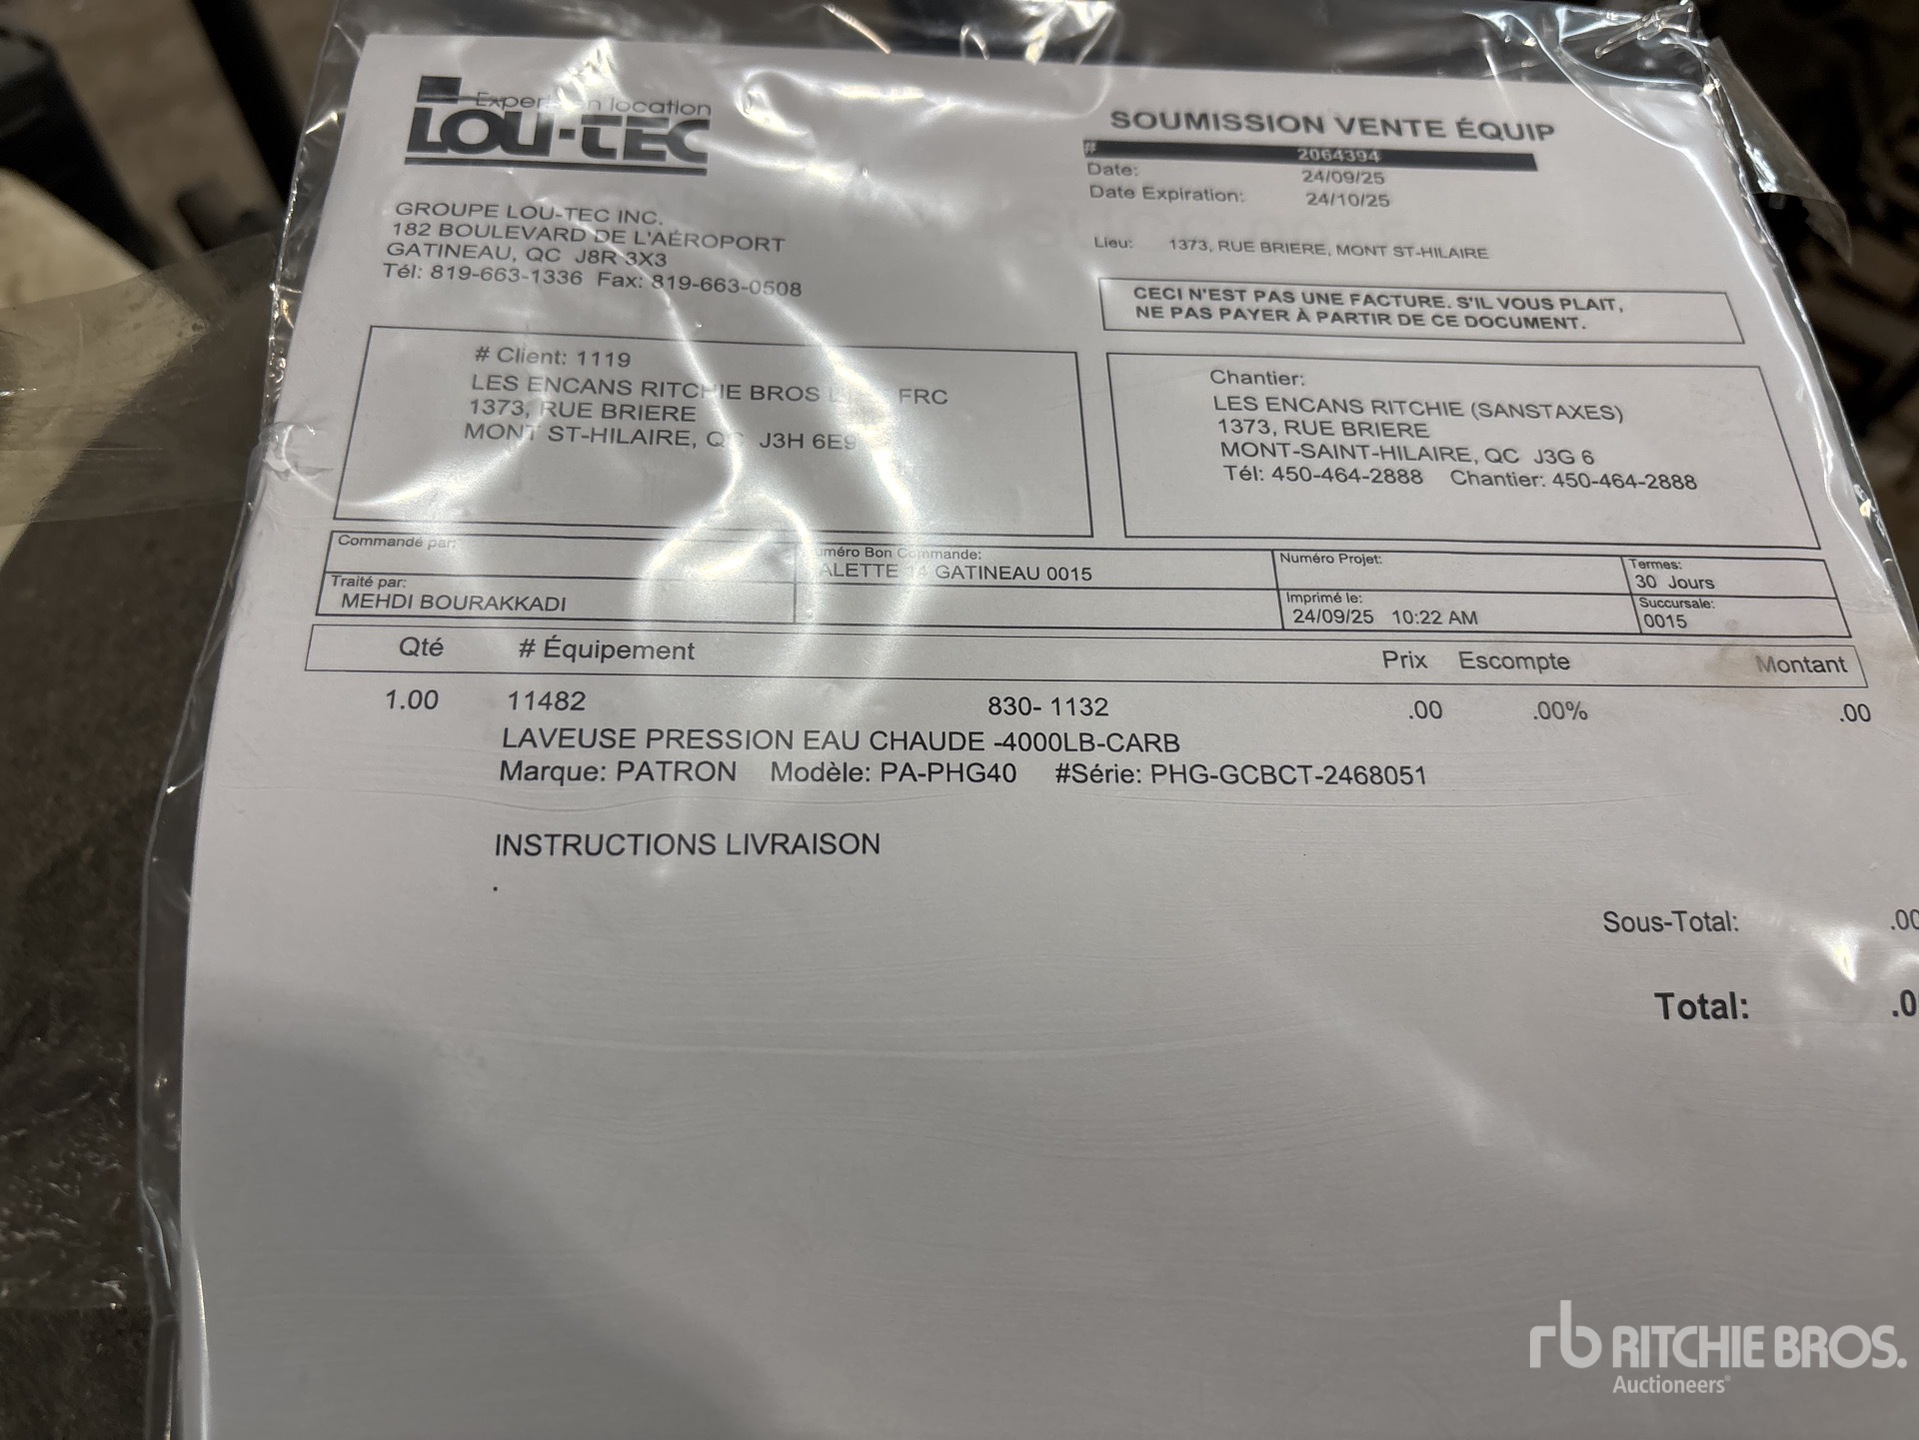 Expert en location
LOU-TEC
GROUPE LOU-TEC INC.
182 BOULEVARD DE L'AÉROPORT
GATINEAU, QC J8R 3X3
Tél: 819-663-1336 Fax: 819-663-0508
SOUMISSION VENTE ÉQUIP
# 2064394
Date: 24/09/25
Date Expiration: 24/10/25
Lieu: 1373, RUE BRIERE, MONT ST-HILAIRE
CECI N'EST PAS UNE FACTURE. S'IL VOUS PLAIT,
NE PAS PAYER À PARTIR DE CE DOCUMENT.
# Client: 1119
LES ENCANS RITCHIE BROS FRC
1373, RUE BRIERE
MONT ST-HILAIRE, QC J3H 6E9
Chantier:
LES ENCANS RITCHIE (SANSTAXES)
1373, RUE BRIERE
MONT-SAINT-HILAIRE, QC J3G 6
Tél: 450-464-2888 Chantier: 450-464-2888
Commandé par:
Numéro Bon Commande:
GATINEAU 0015
Numéro Projet:
Termes:
30 Jours
Traité par:
MEHDI BOURAKKADI
Imprimé le:
24/09/25 10:22 AM
Succursale:
0015
Qté # Équipement Prix Escompte Montant
1.00 11482 830- 1132 .00 .00% .00
LAVEUSE PRESSION EAU CHAUDE -4000LB-CARB
Marque: PATRON Modèle: PA-PHG40 #Série: PHG-GCBCT-2468051
INSTRUCTIONS LIVRAISON
.
Sous-Total: .00
Total: .0
rb RITCHIE BROS.
Auctioneers